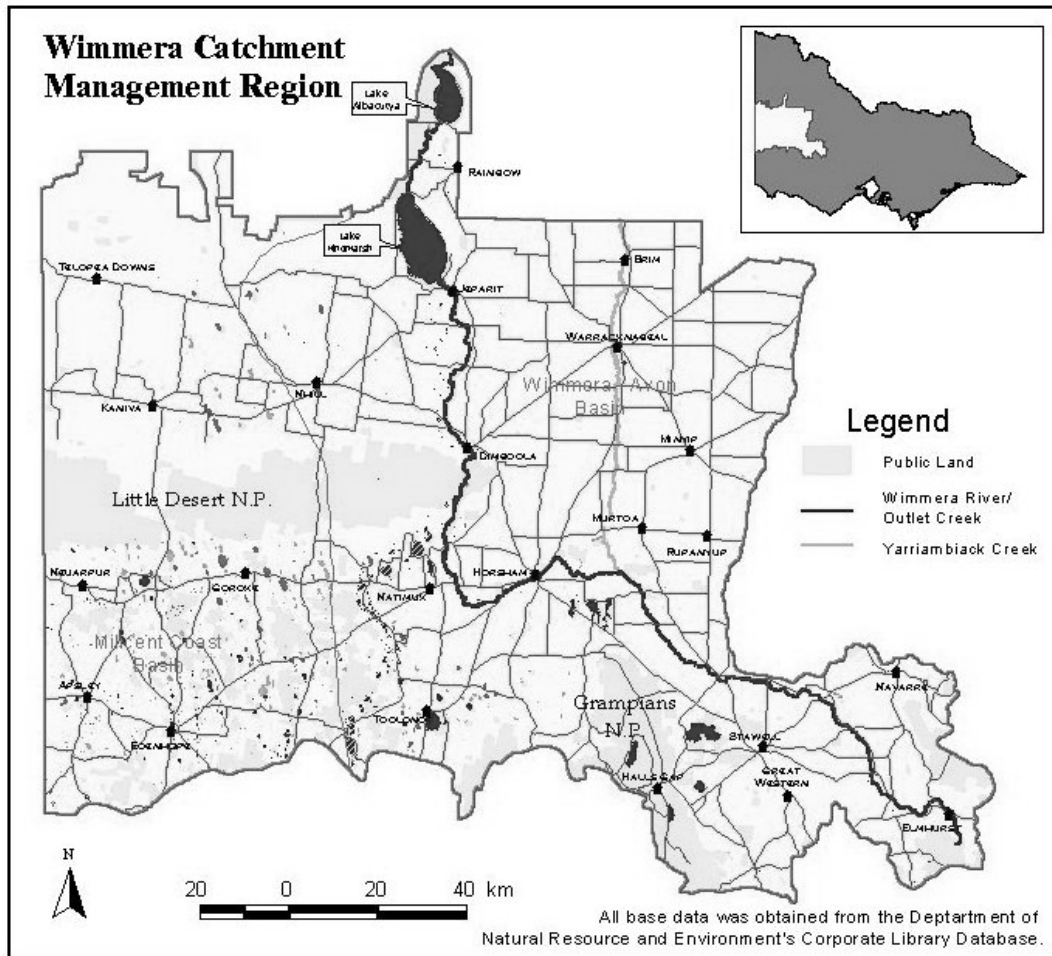 Wimmera Catchment
Management Region
Lake
Albacutya
RAINBOW
Lake
Hindmarsh
TELOPEA DOWNS
BRIM
JEPARIT
WARRACKNABEAL
NHILL
Wimmera - Avon
Basin
KANIVA
Legend
Public Land
MINYIP
DIMBOOLA
Little Desert N.P.
Wimmera River/
Outlet Creek
MURTOA
Yarriambiack Creek
RUPANYUP
NEUARPUR
GOROKE
NATIMUK
HORSHAM
Millicent Coast
Basin
APSLEY
NAVARRE
Grampians
N.P.
TOOLONDO
EDENHOPE
STAWELL
HALLS GAP
GREAT
WESTERN
ELMHURST
N
20 0 20 40 km
All base data was obtained from the Deptartment of
Natural Resource and Environment's Corporate Library Database.